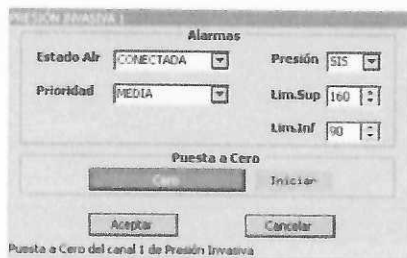 PRESIÓN INVASIVA 1
Alarmas
Estado Alr CONECTADA Presión SIS
Prioridad MEDIA Lim.Sup 160
Lim.Inf 90
Puesta a Cero
Cero Iniciar
Aceptar Cancelar
Puesta a Cero del canal 1 de Presión Invasiva